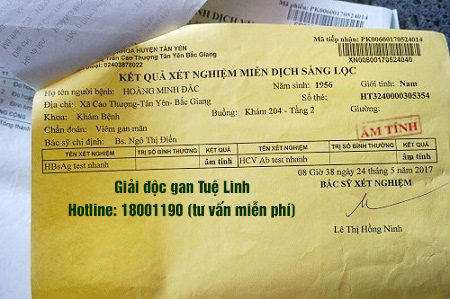 Mã tiếp nhận: PK00600170524014
KHOA HUYỆN TÂN YÊN
Trấn Cao Thượng-Tân Yên-Bắc Giang
02403878022
XN00600170524040
KẾT QUẢ XÉT NGHIỆM MIỄN DỊCH SÀNG LỌC
Họ tên người bệnh: HOÀNG MINH ĐẮC Năm sinh: 1956 Giới tính: Nam
Địa chỉ: Xã Cao Thượng-Tân Yên- Bắc Giang Số thẻ: HT3240000305354
Khoa: Khám Bệnh Buồng: Khám 204 - Tầng 2 Giường:
Chẩn đoán: Viêm gan mãn
Bác sỹ chỉ định: Bs. Ngô Thị Điền
ÂM TÍNH
TÊN XÉT NGHIỆM TRỊ SỐ BÌNH THƯỜNG KẾT QUẢ TÊN XÉT NGHIỆM TRỊ SỐ BÌNH THƯỜNG KẾT QUẢ
HBsAg test nhanh âm tính HCV Ab test nhanh âm tính
08 Giờ 38 ngày 24 tháng 5 năm 2017
BÁC SỸ XÉT NGHIỆM
Lê Thị Hồng Ninh
Giải độc gan Tuệ Linh
Hotline: 18001190 (tư vấn miễn phí)